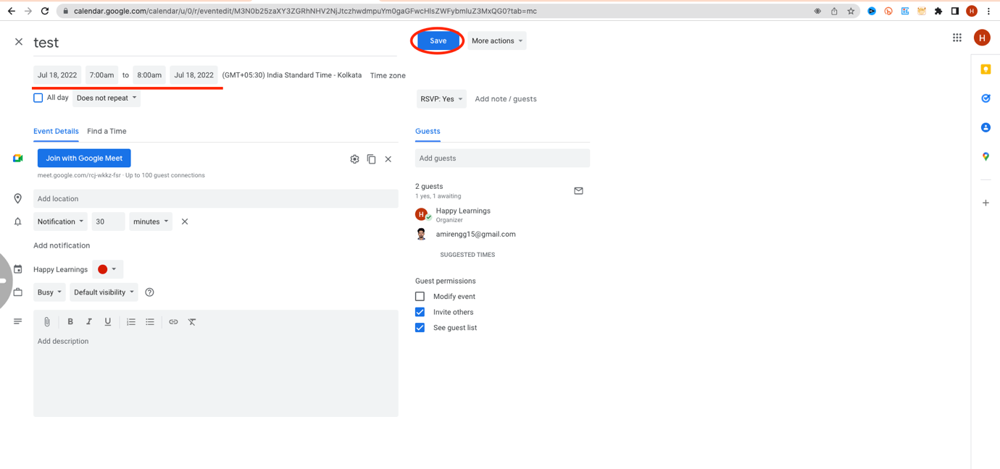 calendar.google.com/calendar/u/0/r/eventedit/M3N0b25zaXY3ZGRhNHV2NjJtczhwdmpuYm0gaGFwcHlsZWFybmluZ3MxQG0?tab=mc
H
test
Save
More actions
H
Jul 18, 2022 7:00am to 8:00am Jul 18, 2022 (GMT+05:30) India Standard Time - Kolkata Time zone
All day Does not repeat
RSVP: Yes Add note / guests
Event Details Find a Time
Guests
Join with Google Meet
meet.google.com/rcj-wkkz-fsr · Up to 100 guest connections
Add location
Notification 30 minutes
Add notification
Happy Learnings
Busy Default visibility
B I U
Add description
Add guests
2 guests
1 yes, 1 awaiting
H Happy Learnings
Organizer
amirengg15@gmail.com
SUGGESTED TIMES
Guest permissions
Modify event
Invite others
See guest list